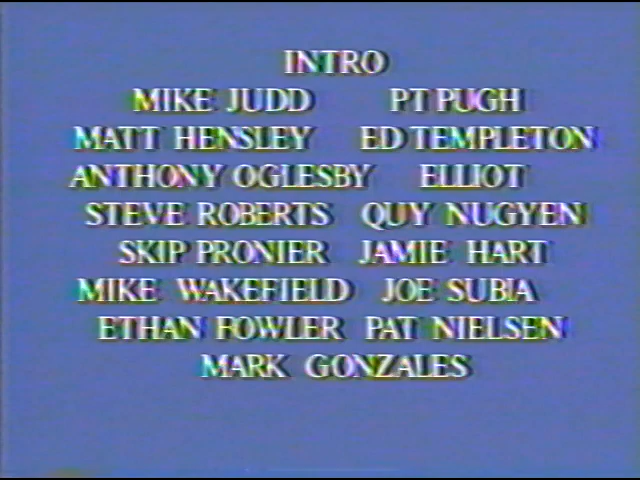 INTRO
MIKE JUDD PT PUGH
MATT HENSLEY ED TEMPLETON
ANTHONY OGLESBY ELLIOT
STEVE ROBERTS QUY NUGYEN
SKIP PRONIER JAMIE HART
MIKE WAKEFIELD JOE SUBIA
ETHAN FOWLER PAT NIELSEN
MARK GONZALES